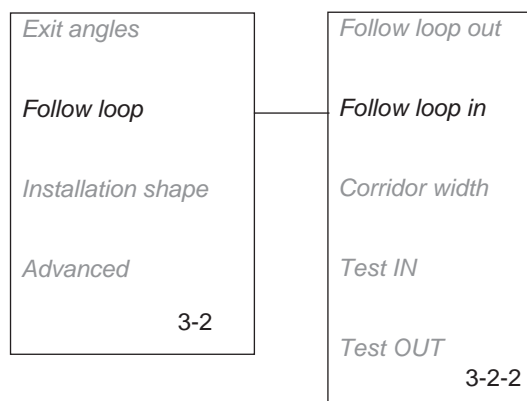 Exit angles
Follow loop
Installation shape
Advanced
3-2
Follow loop out
Follow loop in
Corridor width
Test IN
Test OUT
3-2-2